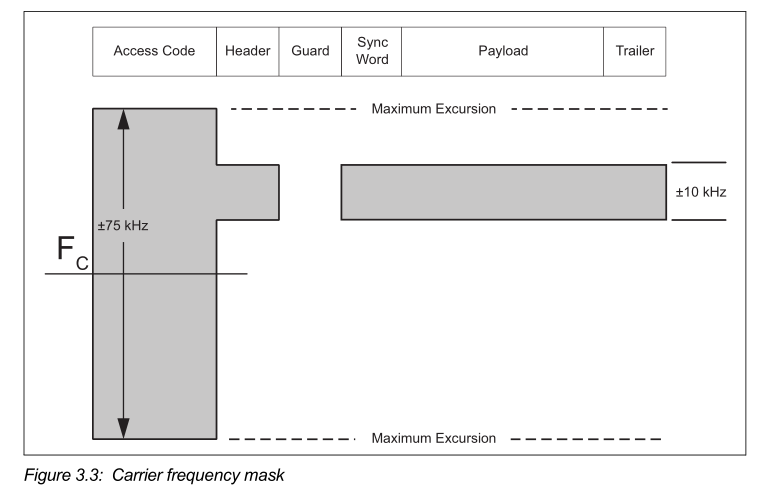 Access Code Header Guard Sync Word Payload Trailer
Maximum Excursion
±10 kHz
±75 kHz
F_C
Maximum Excursion
Figure 3.3: Carrier frequency mask